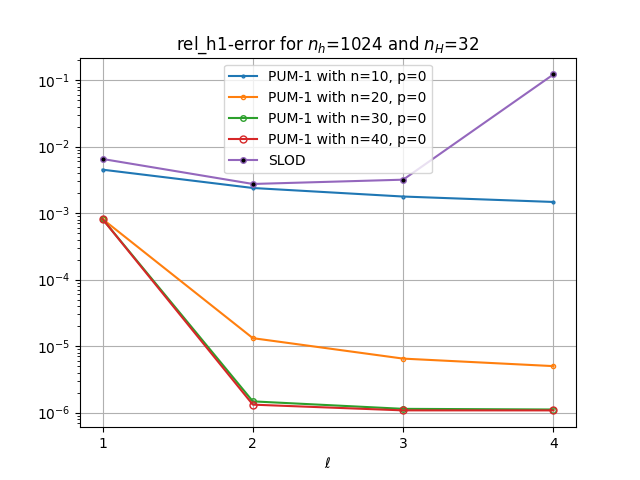 rel_h1-error for $n_h$=1024 and $n_H$=32
10⁻¹
10⁻²
10⁻³
10⁻⁴
10⁻⁵
10⁻⁶
PUM-1 with n=10, p=0
PUM-1 with n=20, p=0
PUM-1 with n=30, p=0
PUM-1 with n=40, p=0
SLOD
1 2 3 4
ℓ